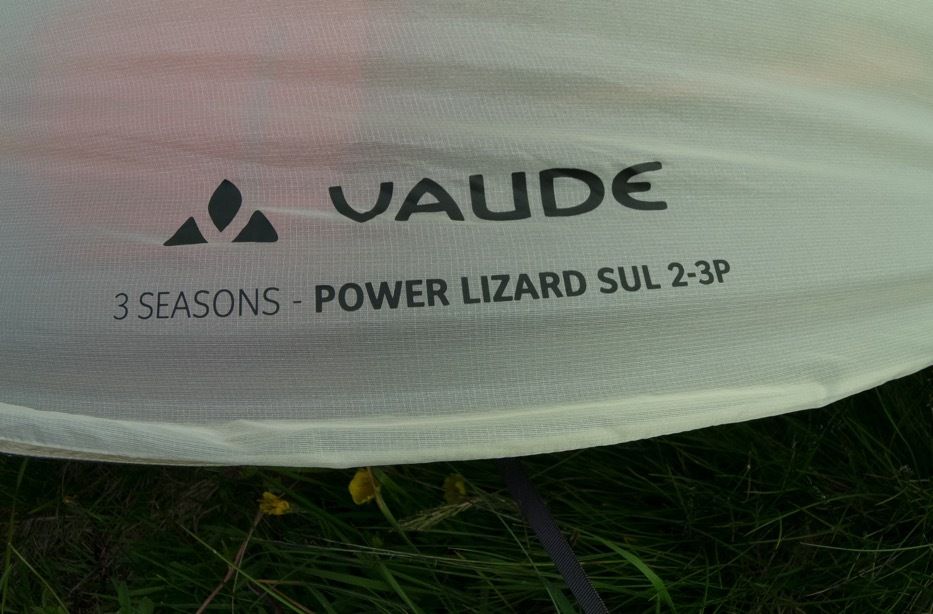 VAUDE
3 SEASONS - POWER LIZARD SUL 2-3P